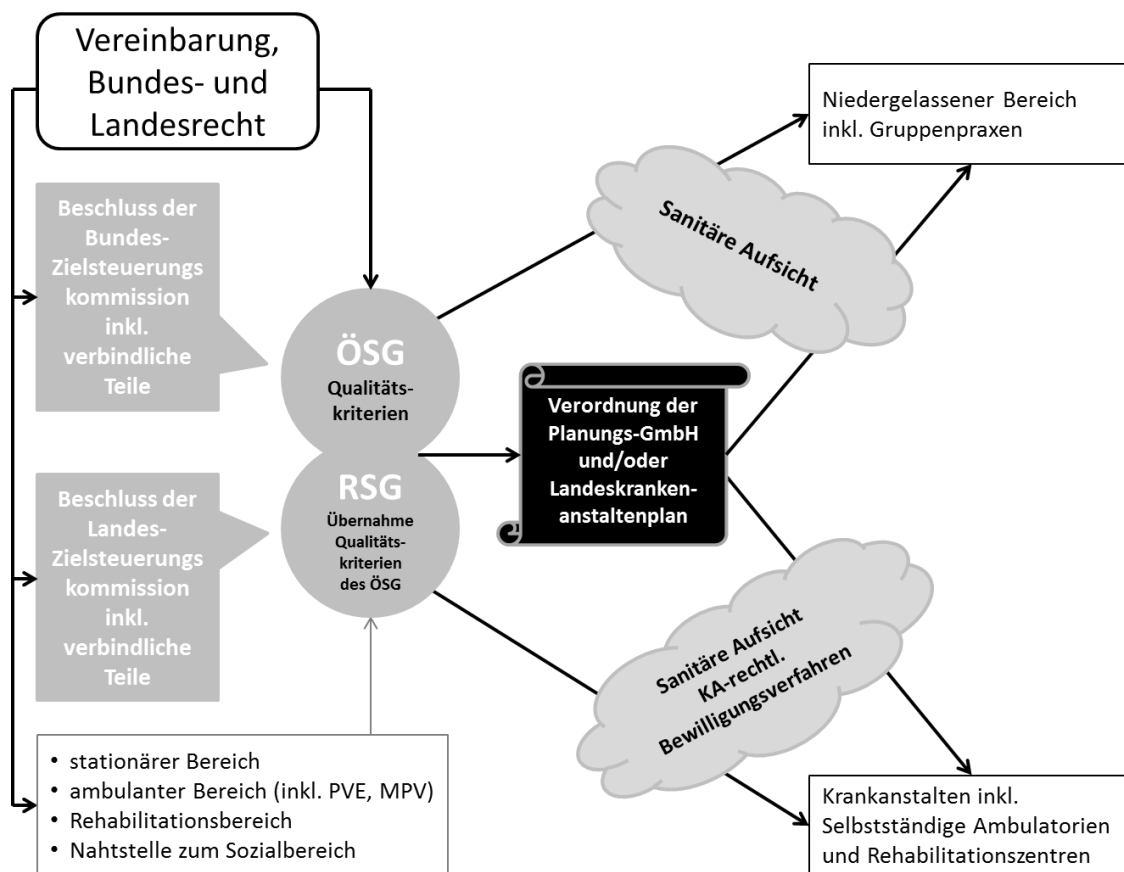 Vereinbarung,
Bundes- und
Landesrecht
Beschluss der
Bundes-
Zielsteuerungs
kommission
inkl.
verbindliche
Teile
Beschluss der
Landes-
Zielsteuerungs
kommission
inkl.
verbindliche
Teile
• stationärer Bereich
• ambulanter Bereich (inkl. PVE, MPV)
• Rehabilitationsbereich
• Nahtstelle zum Sozialbereich
ÖSG
Qualitäts-
kriterien
RSG
Übernahme
Qualitäts-
kriterien
des ÖSG
Verordnung der
Planungs-GmbH
und/oder
Landeskranken-
anstaltenplan
Sanitäre Aufsicht
Sanitäre Aufsicht
KA-rechtl.
Bewilligungsverfahren
Niedergelassener Bereich
inkl. Gruppenpraxen
Krankanstalten inkl.
Selbstständige Ambulatorien
und Rehabilitationszentren